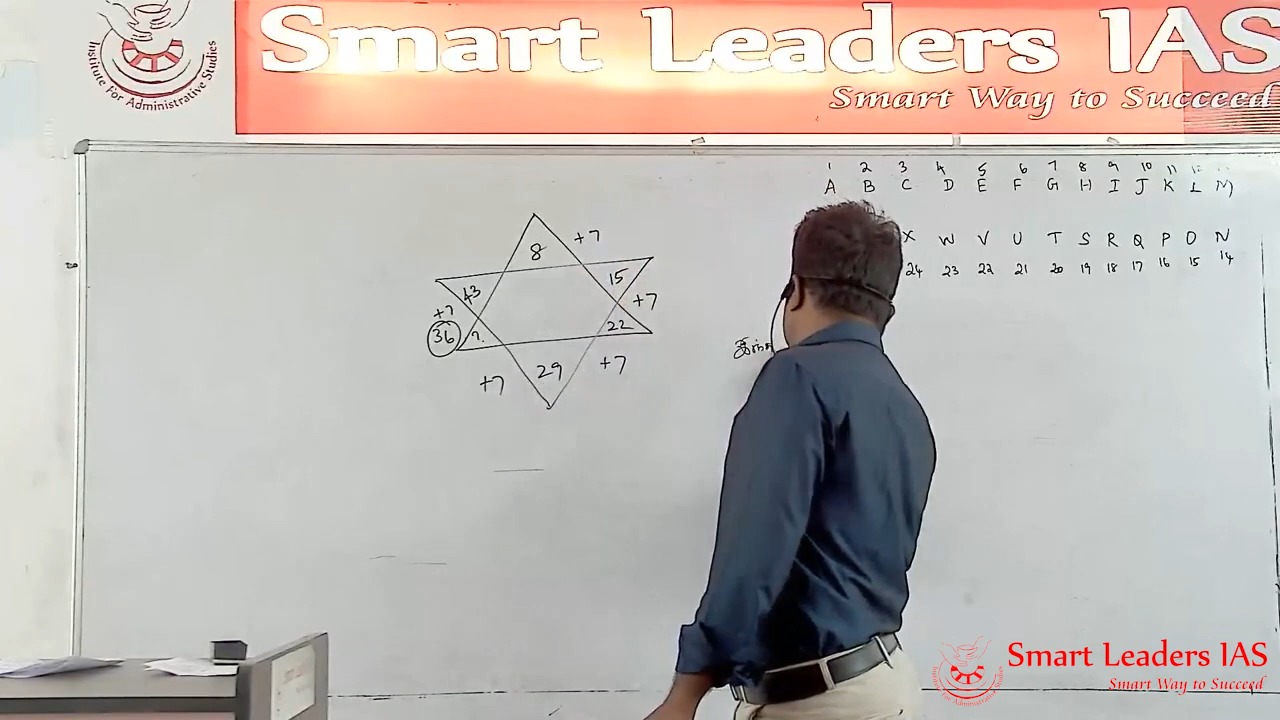 Institute For Administrative Studies
Smart Leaders IAS
Smart Way to Succeed
1 2 3 4 5 6 7 8 9 10 11 12
A B C D E F G H I J K L M
X W V U T S R Q P O N
24 23 22 21 20 19 18 17 16 15 14
8 +7
43 15
+7 +7
36 ? 22
+7 29 +7
Smart Leaders IAS
Smart Way to Succeed